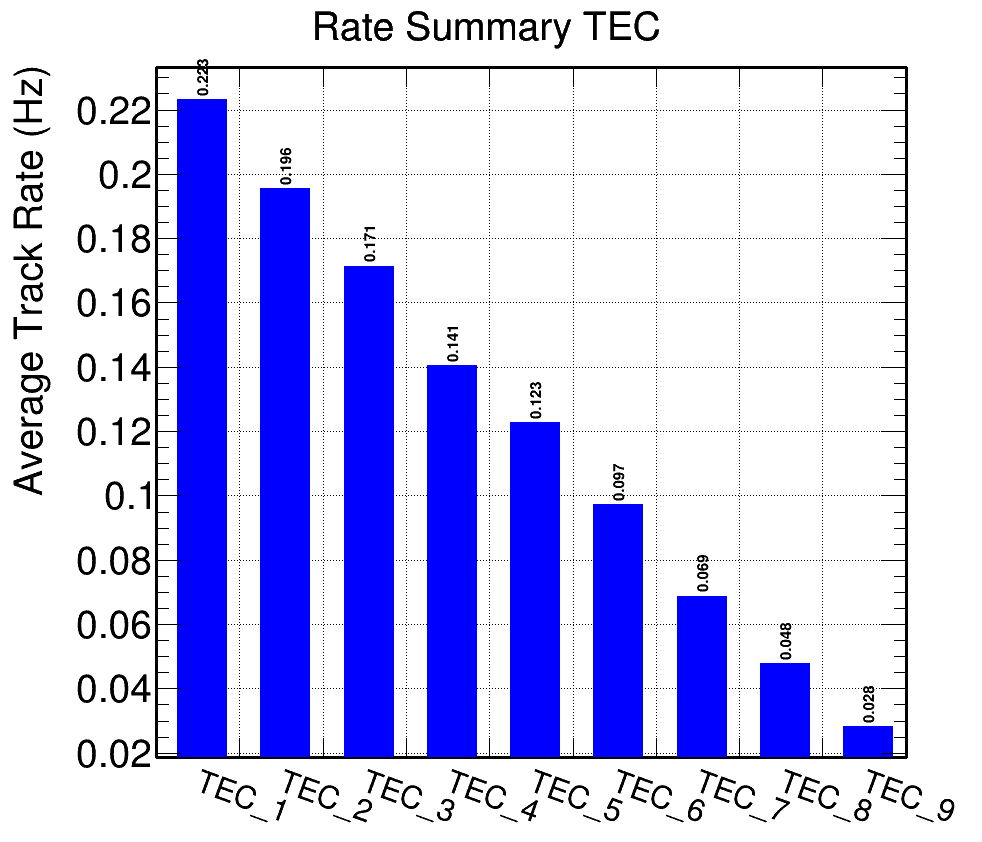 Rate Summary TEC
Average Track Rate (Hz)
0.22
0.2
0.18
0.16
0.14
0.12
0.1
0.08
0.06
0.04
0.02
0.223
0.196
0.171
0.141
0.123
0.097
0.069
0.048
0.028
TEC_1
TEC_2
TEC_3
TEC_4
TEC_5
TEC_6
TEC_7
TEC_8
TEC_9